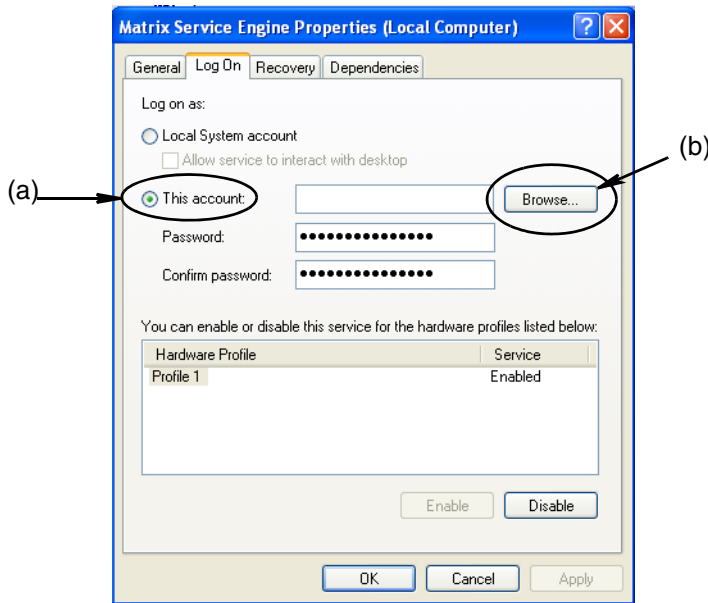 Matrix Service Engine Properties (Local Computer)
General Log On Recovery Dependencies
Log on as:
Local System account
Allow service to interact with desktop
(a) This account: Browse... (b)
Password: ●●●●●●●●●●●●●●●
Confirm password: ●●●●●●●●●●●●●●●
You can enable or disable this service for the hardware profiles listed below:
Hardware Profile Service
Profile 1 Enabled
Enable Disable
OK Cancel Apply